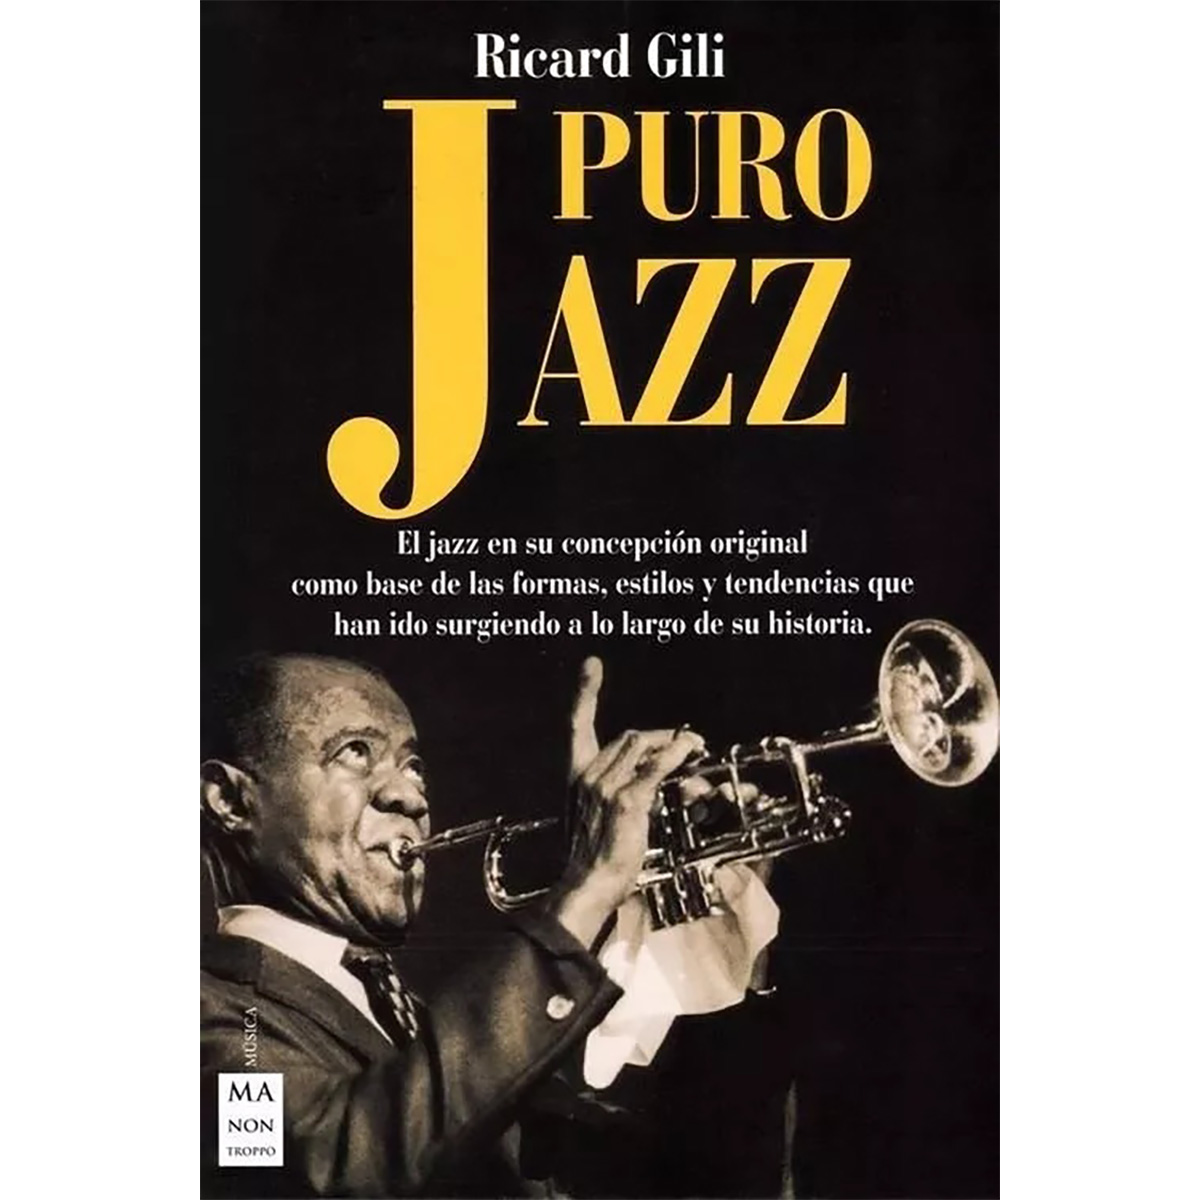 Ricard Gili
PURO
JAZZ
El jazz en su concepción original
como base de las formas, estilos y tendencias que
han ido surgiendo a lo largo de su historia.
MÚSICA
MA
NON
TROPPO